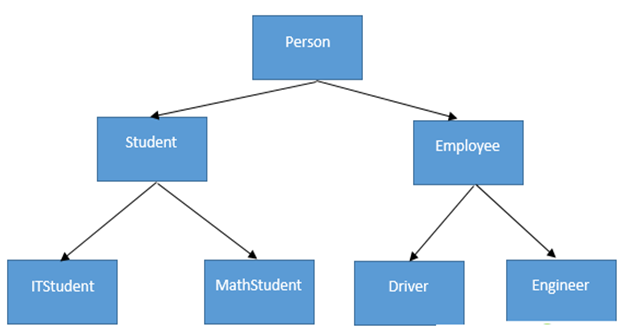 Person
Student
Employee
ITStudent
MathStudent
Driver
Engineer